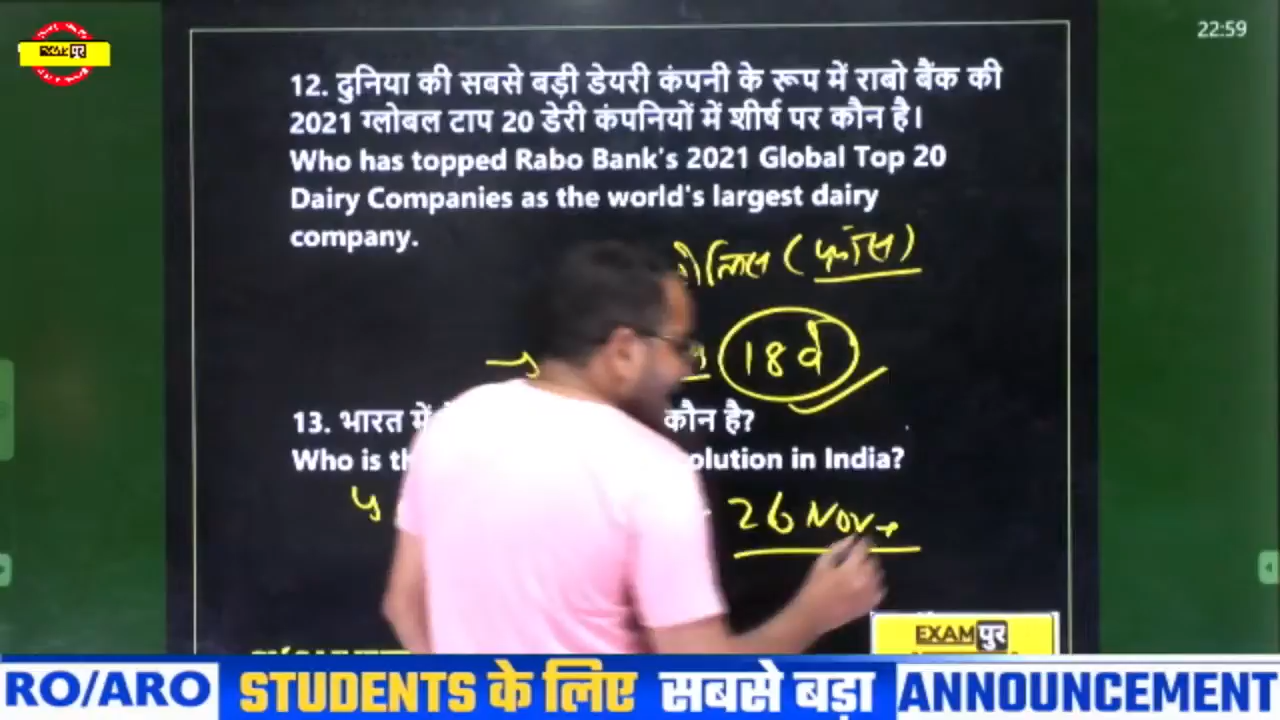 EXAMपुर
22:59
12. दुनिया की सबसे बड़ी डेयरी कंपनी के रूप में राबो बैंक की
2021 ग्लोबल टाप 20 डेरी कंपनियों में शीर्ष पर कौन है।
Who has topped Rabo Bank's 2021 Global Top 20
Dairy Companies as the world's largest dairy
company.
(फ्रांस)
18वें
13. भारत में कौन है?
Who is olution in India?
26 Nov
EXAMपुर
RO/ARO STUDENTS के लिए सबसे बड़ा ANNOUNCEMENT